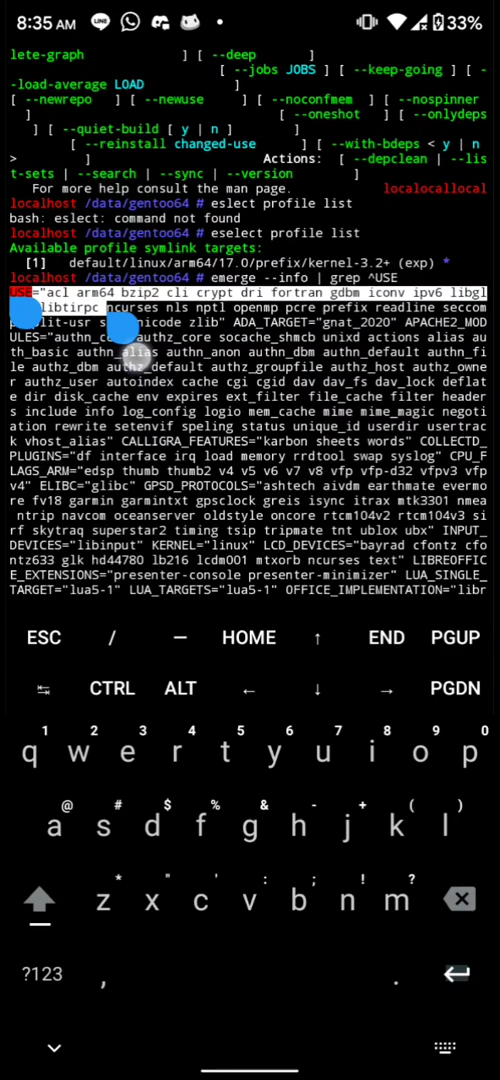 8:35 AM 33%
lete-graph ] [ --deep ]
[ --jobs JOBS ] [ --keep-going ] [ -
-load-average LOAD ]
[ --newrepo ] [ --newuse ] [ --noconfmem ] [ --nospinner
] [ --oneshot ] [ --onlydeps
] [ --quiet-build [ y | n ] ]
[ --reinstall changed-use ] [ --with-bdeps < y | n
> ] Actions: [ --depclean | --lis
t-sets | --search | --sync | --version ]
For more help consult the man page. localocallocal
localhost /data/gentoo64 # eslect profile list
bash: eslect: command not found
localhost /data/gentoo64 # eselect profile list
Available profile symlink targets:
[1] default/linux/arm64/17.0/prefix/kernel-3.2+ (exp) *
localhost /data/gentoo64 # emerge --info | grep ^USE
USE="acl arm64 bzip2 cli crypt dri fortran gdbm iconv ipv6 libgl
libtirpc ncurses nls nptl openmp pcre prefix readline seccom
lit-usr nicode zlib" ADA_TARGET="gnat_2020" APACHE2_MOD
ULES="authn_co authz_core socache_shmcb unixd actions alias au
th_basic authn_alias authn_anon authn_dbm authn_default authn_fi
le authz_dbm authz_default authz_groupfile authz_host authz_owne
r authz_user autoindex cache cgi cgid dav dav_fs dav_lock deflat
e dir disk_cache env expires ext_filter file_cache filter header
s include info log_config logio mem_cache mime mime_magic negoti
ation rewrite setenvif speling status unique_id userdir usertrac
k vhost_alias" CALLIGRA_FEATURES="karbon sheets words" COLLECTD_
PLUGINS="df interface irq load memory rrdtool swap syslog" CPU_F
LAGS_ARM="edsp thumb thumb2 v4 v5 v6 v7 v8 vfp vfp-d32 vfpv3 vfp
v4" ELIBC="glibc" GPSD_PROTOCOLS="ashtech aivdm earthmate evermo
re fv18 garmin garmintxt gpsclock greis isync itrax mtk3301 nmea
ntrip navcom oceanserver oldstyle oncore rtcm104v2 rtcm104v3 si
rf skytraq superstar2 timing tsip tripmate tnt ublox ubx" INPUT_
DEVICES="libinput" KERNEL="linux" LCD_DEVICES="bayrad cfontz cfo
ntz633 glk hd44780 lb216 lcdm001 mtxorb ncurses text" LIBREOFFIC
E_EXTENSIONS="presenter-console presenter-minimizer" LUA_SINGLE_
TARGET="lua5-1" LUA_TARGETS="lua5-1" OFFICE_IMPLEMENTATION="libr
ESC / — HOME ↑ END PGUP
↹ CTRL ALT ← ↓ → PGDN
1 2 3 4 5 6 7 8 9 0
q w e r t y u i o p
@ # $ % & - + ( )
a s d f g h j k l
* " ' : ; ! ?
z x c v b n m
?123 , .